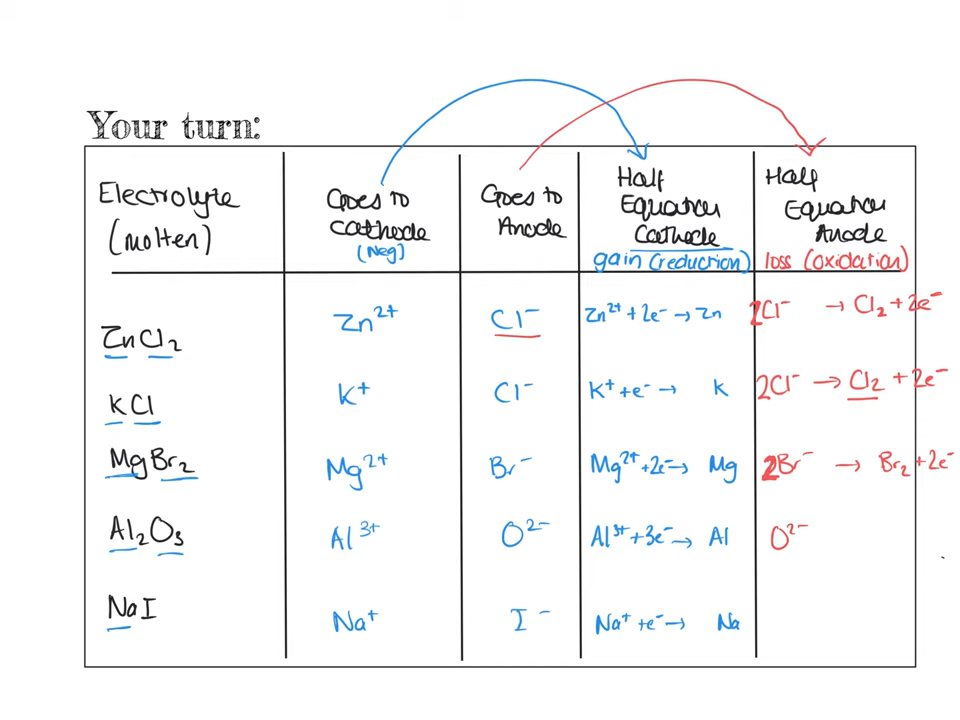 Your turn:
Electrolyte
(molten)
Goes to
Cathode
(Neg)
Goes to
Anode
Half
Equation
Cathode
gain (reduction)
Half
Equation
Anode
loss (oxidation)
ZnCl₂
Zn²⁺
Cl⁻
Zn²⁺ + 2e⁻ → Zn
2Cl⁻ → Cl₂ + 2e⁻
KCl
K⁺
Cl⁻
K⁺ + e⁻ → K
2Cl⁻ → Cl₂ + 2e⁻
MgBr₂
Mg²⁺
Br⁻
Mg²⁺ + 2e⁻ → Mg
2Br⁻ → Br₂ + 2e⁻
Al₂O₃
Al³⁺
O²⁻
Al³⁺ + 3e⁻ → Al
O²⁻
NaI
Na⁺
I⁻
Na⁺ + e⁻ → Na